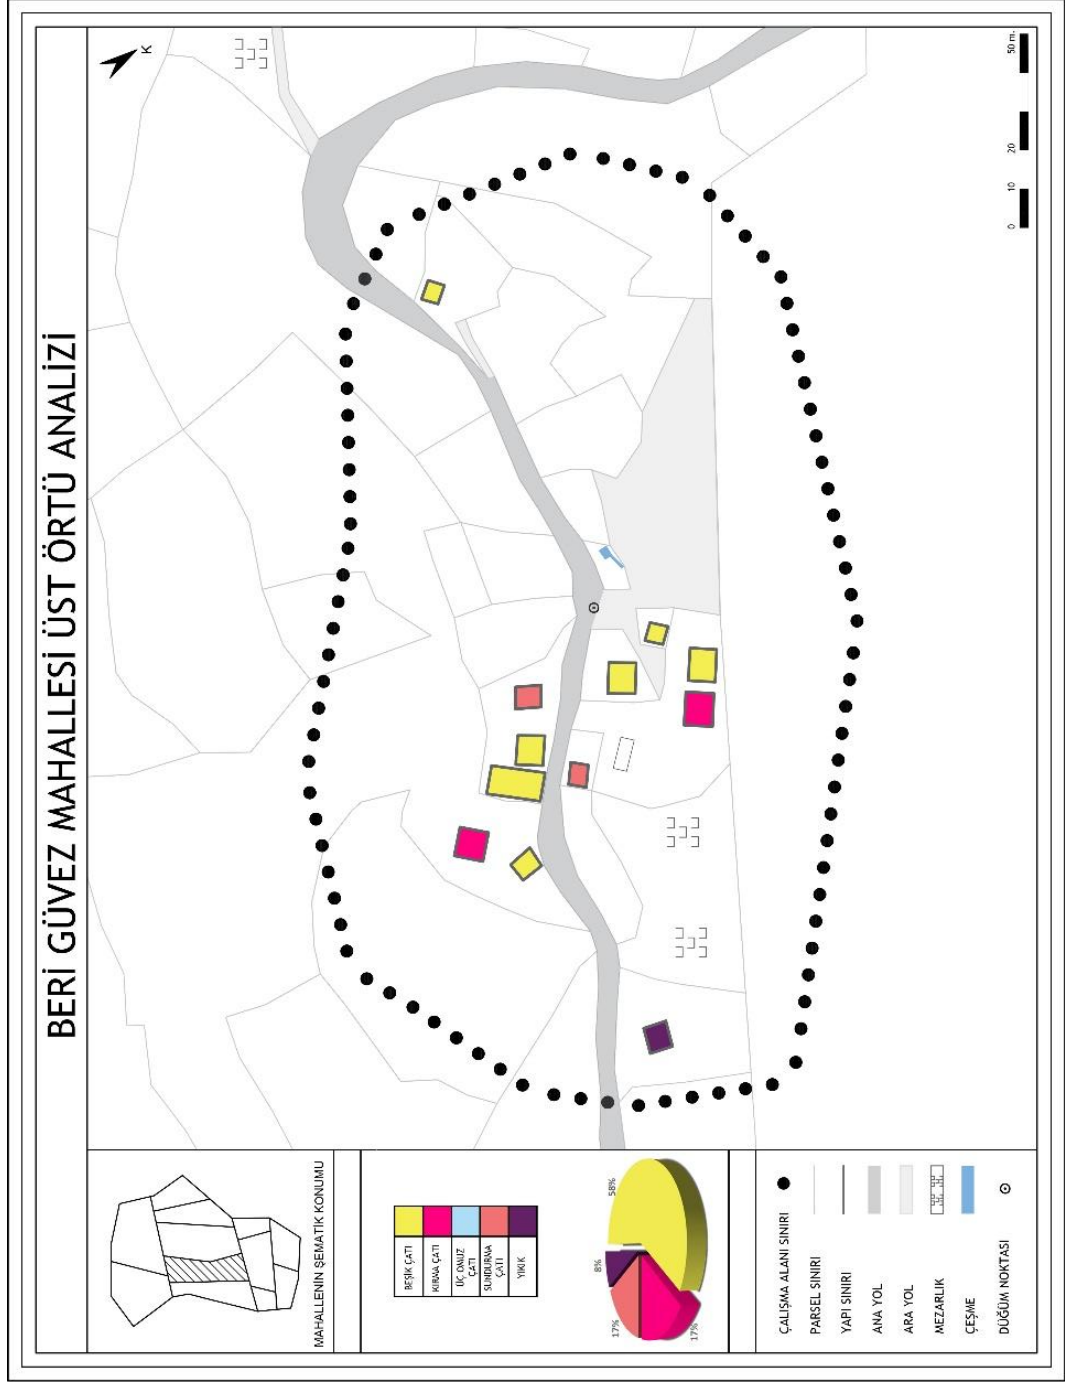 BERİ GÜVEZ MAHALLESİ ÜST ÖRTÜ ANALİZİ
K
0 10 20 50 m.
MAHALLENİN ŞEMATİK KONUMU
BEŞİK ÇATI
KIRMA ÇATI
ÜÇ OMUZ
ÇATI
SUNDURMA
ÇATI
YIKIK
58%
8%
17%
17%
ÇALIŞMA ALANI SINIRI
PARSEL SINIRI
YAPI SINIRI
ANA YOL
ARA YOL
MEZARLIK
ÇEŞME
DÜĞÜM NOKTASI